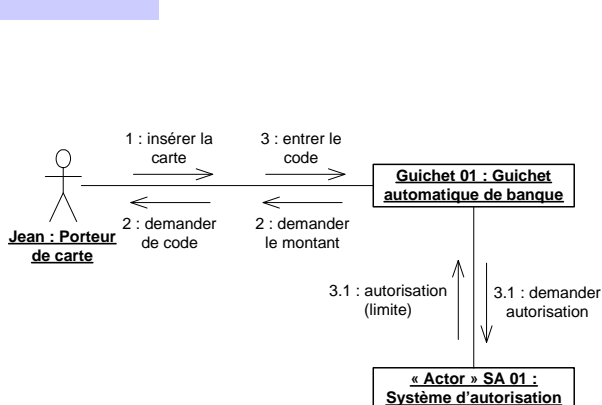 1 : insérer la
carte
3 : entrer le
code
Guichet 01 : Guichet
automatique de banque
Jean : Porteur
de carte
2 : demander
de code
2 : demander
le montant
3.1 : autorisation
(limite)
3.1 : demander
autorisation
« Actor » SA 01 :
Système d'autorisation